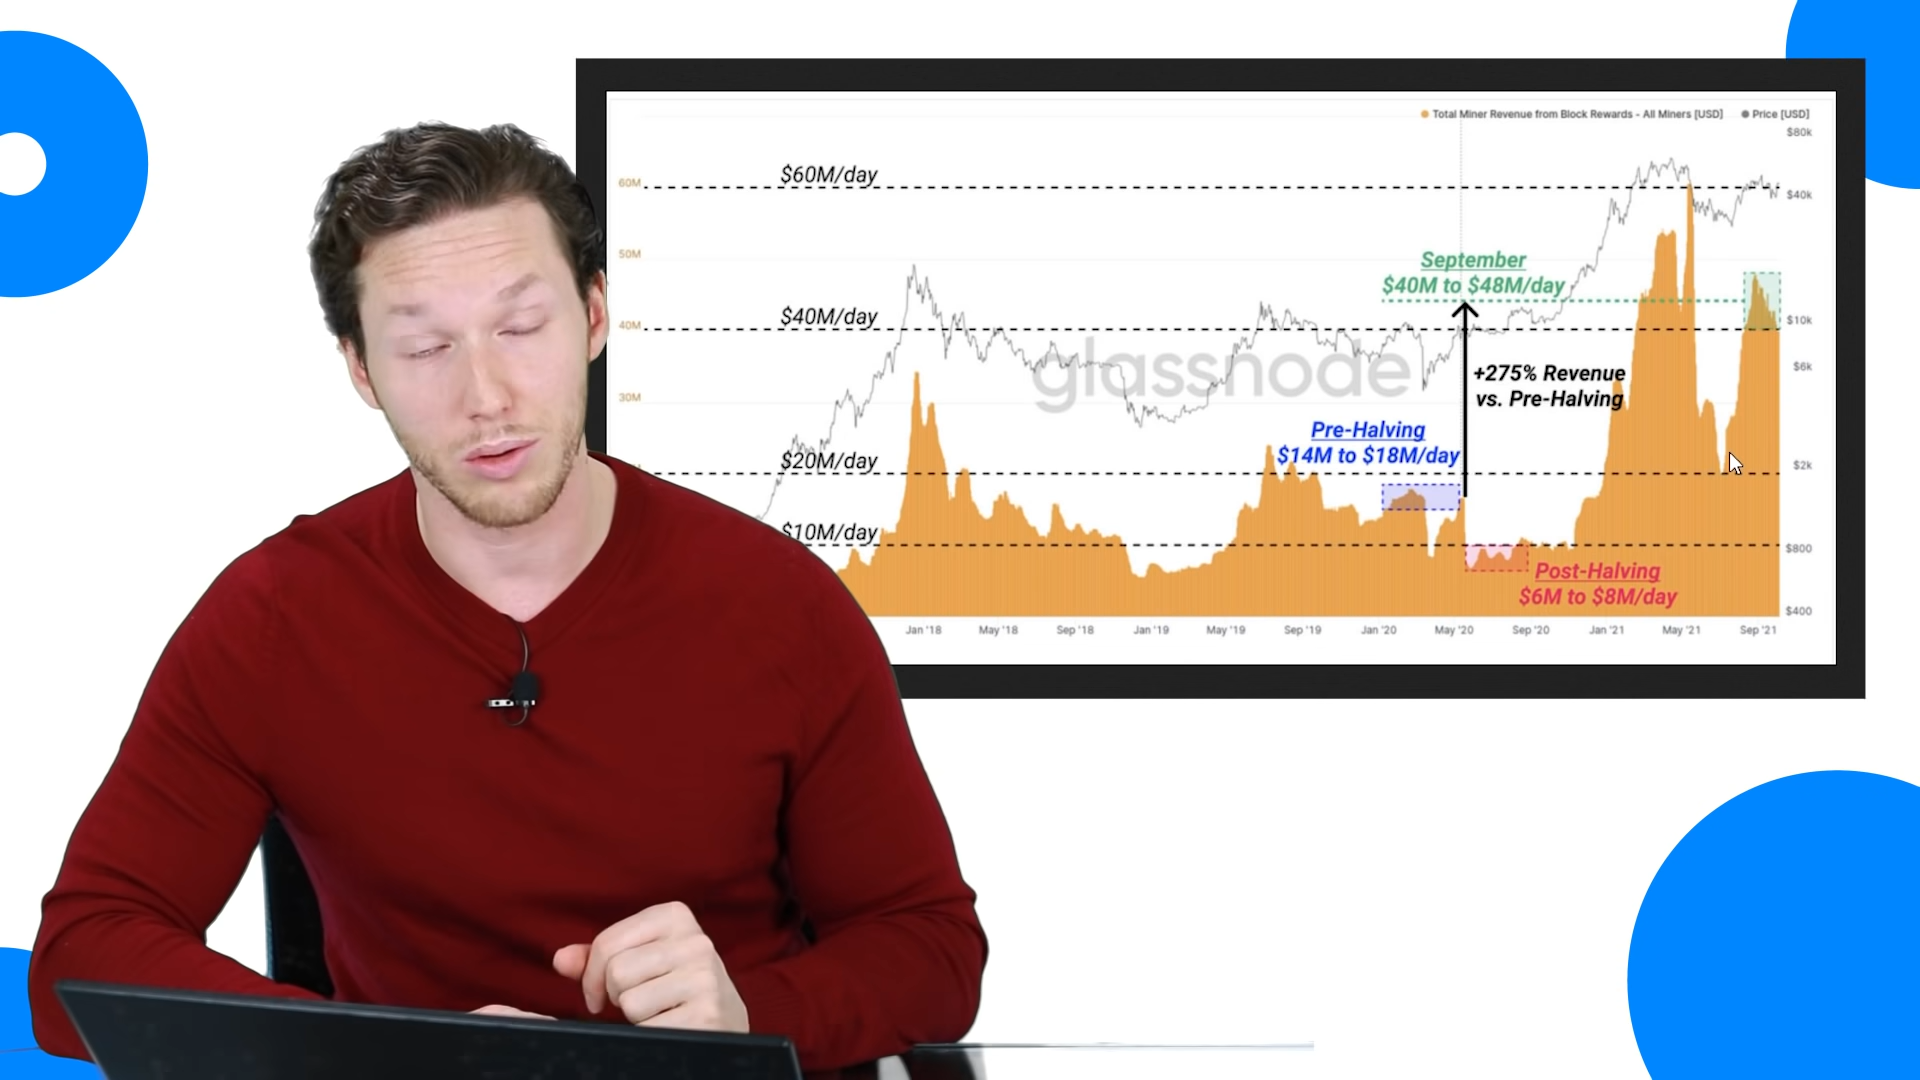 Total Miner Revenue from Block Rewards - All Miners [USD] Price [USD]
$80k
$60M/day
60M
$40k
50M
September
$40M to $48M/day
$40M/day
40M
$10k
glassnode
$6k
+275% Revenue
vs. Pre-Halving
30M
Pre-Halving
$14M to $18M/day
$20M/day
$2k
$10M/day
$800
Post-Halving
$6M to $8M/day
$400
Jan '18 May '18 Sep '18 Jan '19 May '19 Sep '19 Jan '20 May '20 Sep '20 Jan '21 May '21 Sep '21